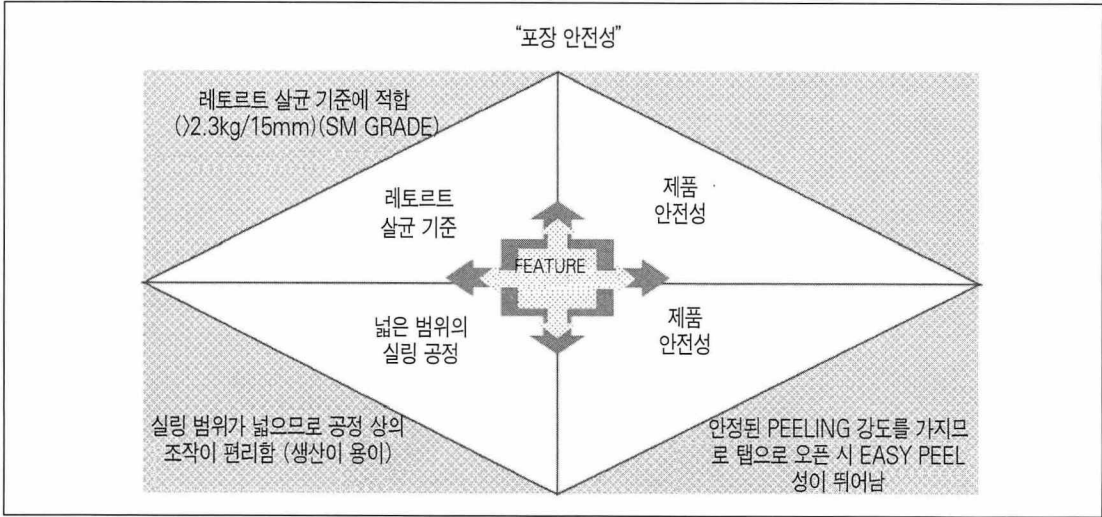 “포장 안전성”
레토르트 살균 기준에 적합
(>2.3kg/15mm)(SM GRADE)
레토르트
살균 기준
제품
안전성
FEATURE
넓은 범위의
실링 공정
제품
안전성
실링 범위가 넓으므로 공정 상의
조작이 편리함 (생산이 용이)
안정된 PEELING 강도를 가지므
로 탭으로 오픈 시 EASY PEEL
성이 뛰어남